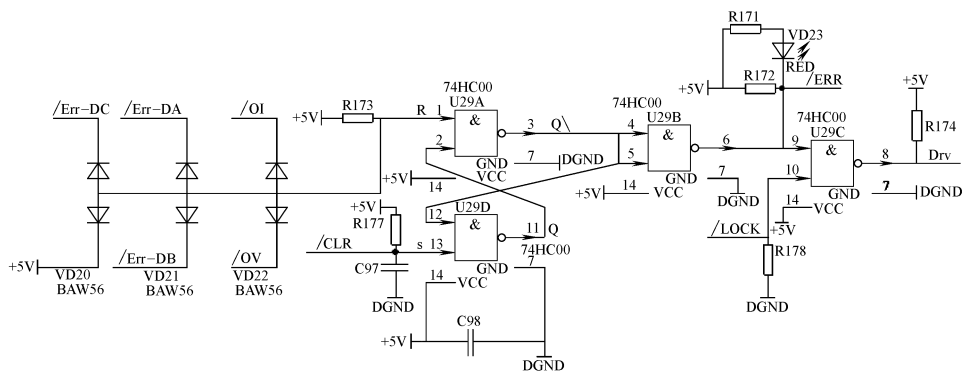 R171
VD23
RED
+5V
R172
/ERR
/Err-DC
/Err-DA
/OI
+5V
R173
R
1
74HC00
U29A
&
3
Q\
2
GND
VCC
7
DGND
+5V
14
74HC00
U29B
4
&
5
6
GND
7
DGND
+5V
14
VCC
74HC00
U29C
9
&
10
8
GND
14
VCC
+5V
+5V
R174
Drv
7
DGND
/LOCK
R178
DGND
+5V
R177
/CLR
s
13
12
U29D
&
11
Q
74HC00
GND
7
14
VCC
C97
DGND
+5V
C98
DGND
+5V
VD20
BAW56
/Err-DB
VD21
BAW56
/OV
VD22
BAW56